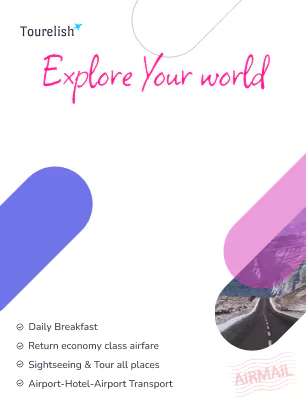 Tourelish
Explore Your world
Daily Breakfast
Return economy class airfare
Sightseeing & Tour all places
Airport-Hotel-Airport Transport
AIRMAIL